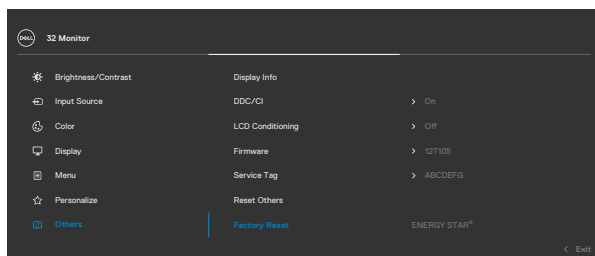 DELL 32 Monitor
Brightness/Contrast Display Info
Input Source DDC/CI > On
Color LCD Conditioning > Off
Display Firmware > 12T105
Menu Service Tag > ABCDEFG
Personalize Reset Others
Others Factory Reset ENERGY STAR®
< Exit